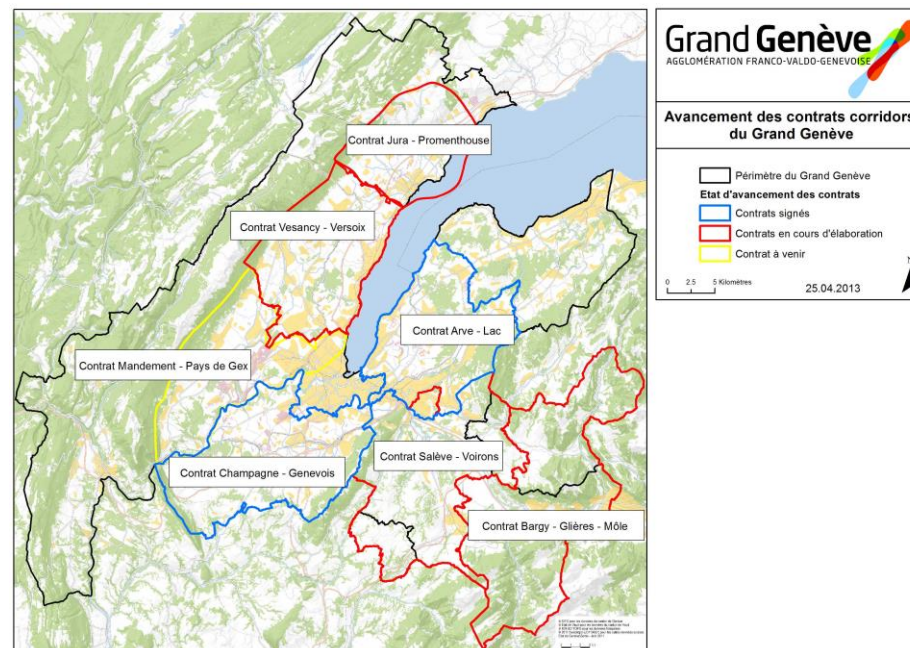 Grand Genève
AGGLOMÉRATION FRANCO-VALDO-GENEVOISE
Avancement des contrats corridors
du Grand Genève
Périmètre du Grand Genève
Etat d'avancement des contrats
Contrats signés
Contrats en cours d'élaboration
Contrat à venir
0 2.5 5 Kilomètres
25.04.2013
N
Contrat Jura - Promenthouse
Contrat Vesancy - Versoix
Contrat Arve - Lac
Contrat Mandement - Pays de Gex
Contrat Salève - Voirons
Contrat Champagne - Genevois
Contrat Bargy - Glières - Môle